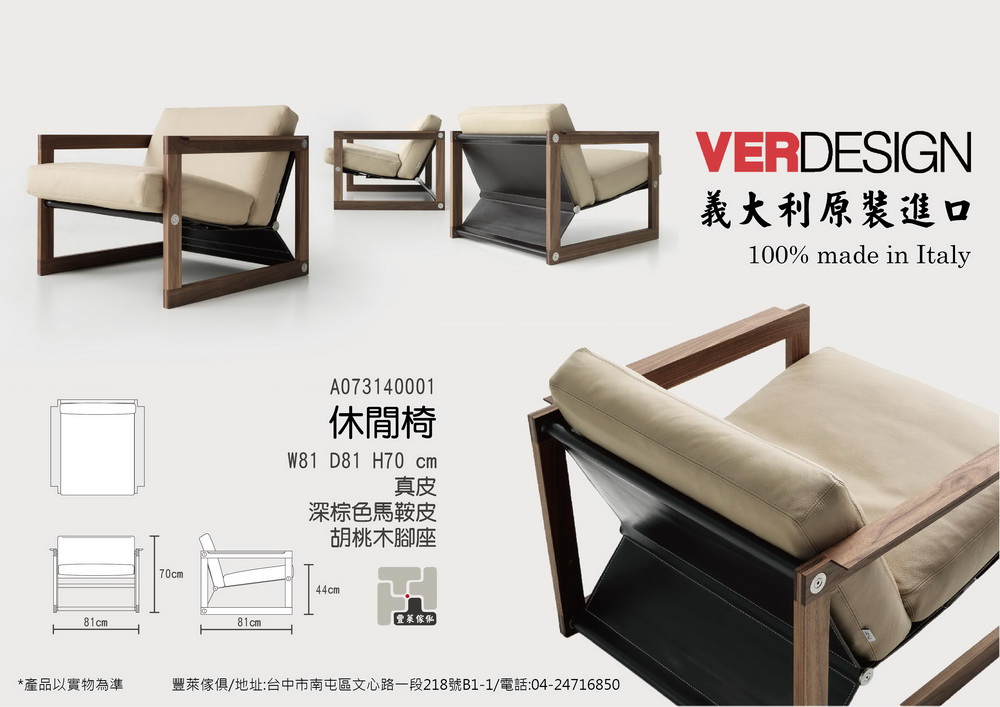 VERDESIGN
義大利原裝進口
100% made in Italy
A073140001
休閒椅
W81 D81 H70 cm
真皮
深棕色馬鞍皮
胡桃木腳座
70cm
44cm
81cm
81cm
豐萊傢俬
*產品以實物為準
豐萊傢俱/地址:台中市南屯區文心路一段218號B1-1/電話:04-24716850